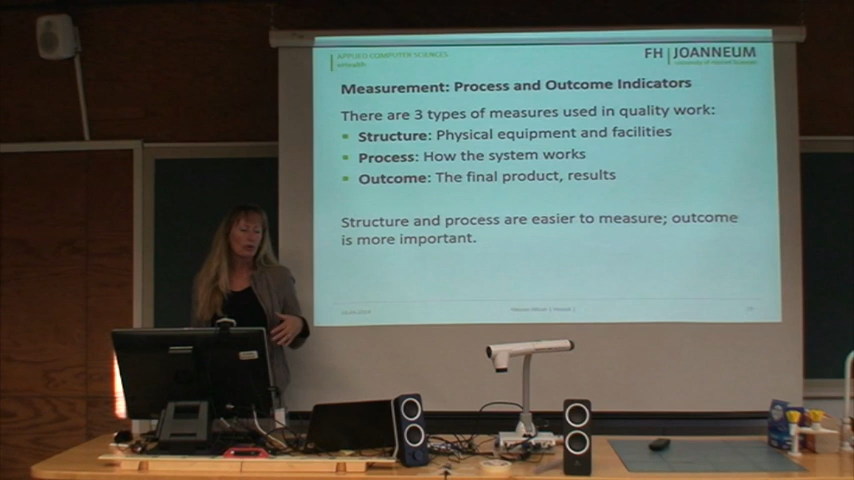 APPLIED COMPUTER SCIENCES
eHealth
FH JOANNEUM
University of Applied Sciences
Measurement: Process and Outcome Indicators
There are 3 types of measures used in quality work:
Structure: Physical equipment and facilities
Process: How the system works
Outcome: The final product, results
Structure and process are easier to measure; outcome
is more important.